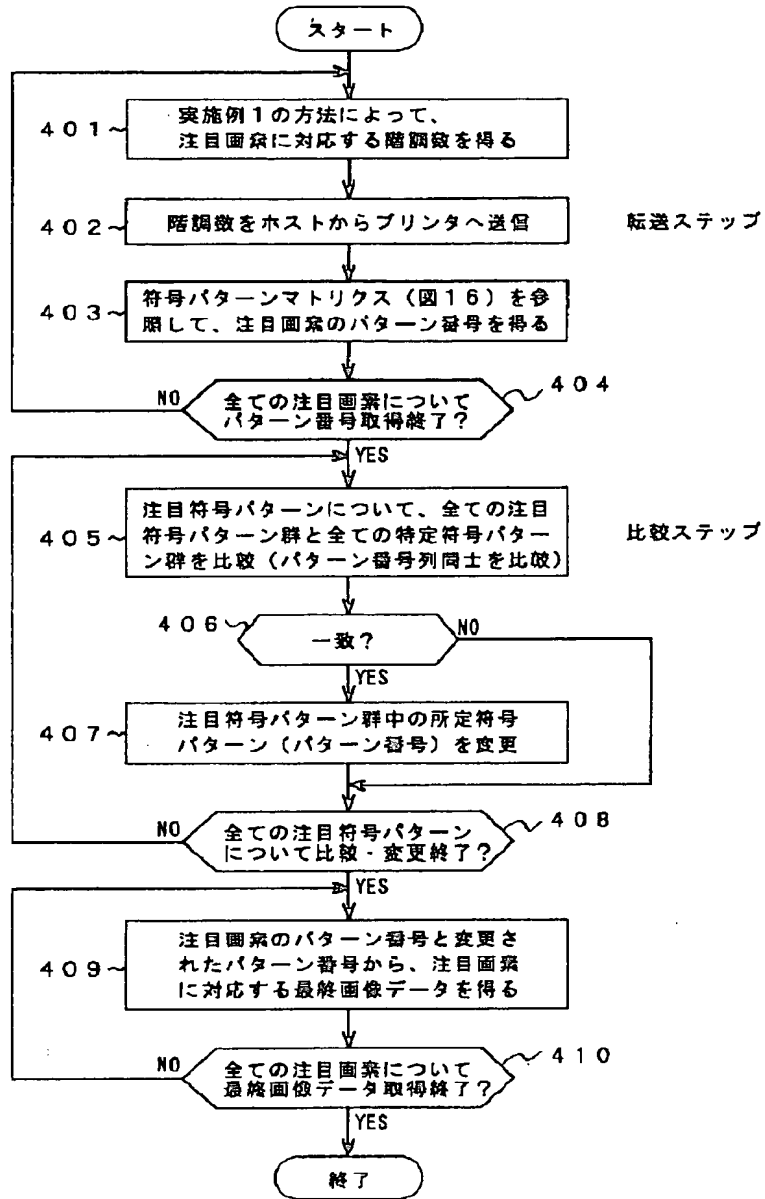 スタート
401
実施例1の方法によって、
注目画素に対応する階調数を得る
402
階調数をホストからプリンタへ送信
転送ステップ
403
符号パターンマトリクス(図16)を参
照して、注目画素のパターン番号を得る
404
全ての注目画素について
パターン番号取得終了?
NO
YES
405
注目符号パターンについて、全ての注目
符号パターン群と全ての特定符号パター
ン群を比較(パターン番号列同士を比較)
比較ステップ
406
一致?
NO
YES
407
注目符号パターン群中の所定符号
パターン(パターン番号)を変更
408
全ての注目符号パターン
について比較・変更終了?
NO
YES
409
注目画素のパターン番号と変更さ
れたパターン番号から、注目画素
に対応する最終画像データを得る
410
全ての注目画素について
最終画像データ取得終了?
NO
YES
終了